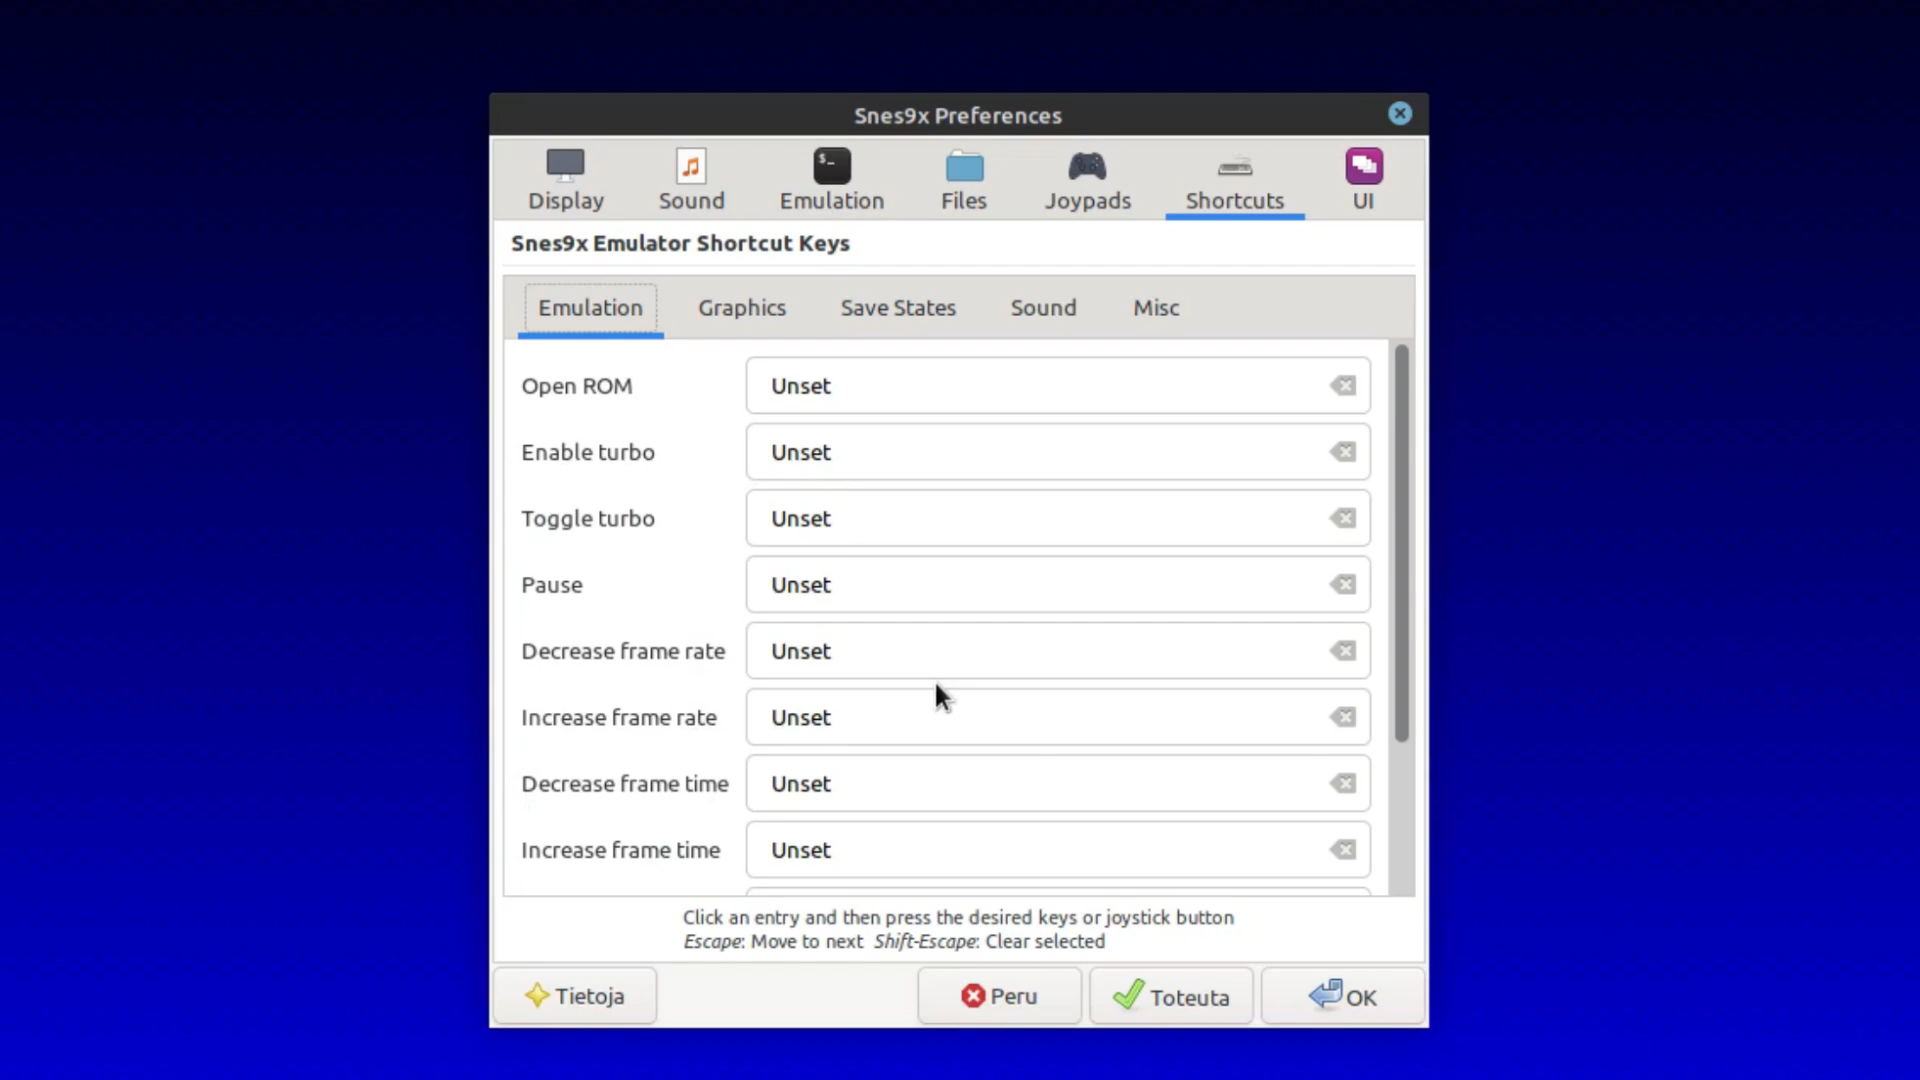 Snes9x Preferences
Display Sound Emulation Files Joypads Shortcuts UI
Snes9x Emulator Shortcut Keys
Emulation Graphics Save States Sound Misc
Open ROM Unset
Enable turbo Unset
Toggle turbo Unset
Pause Unset
Decrease frame rate Unset
Increase frame rate Unset
Decrease frame time Unset
Increase frame time Unset
Click an entry and then press the desired keys or joystick button
Escape: Move to next Shift-Escape: Clear selected
Tietoja Peru Toteuta OK